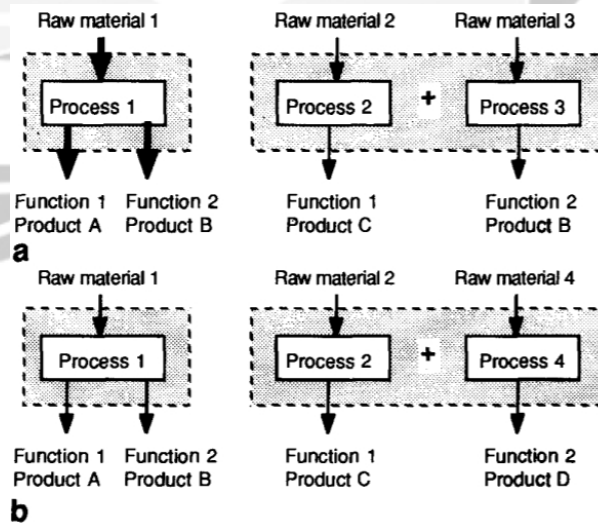 Raw material 1 Raw material 2 Raw material 3
Process 1 Process 2 + Process 3
Function 1 Function 2 Function 1 Function 2
Product A Product B Product C Product B
a
Raw material 1 Raw material 2 Raw material 4
Process 1 Process 2 + Process 4
Function 1 Function 2 Function 1 Function 2
Product A Product B Product C Product D
b